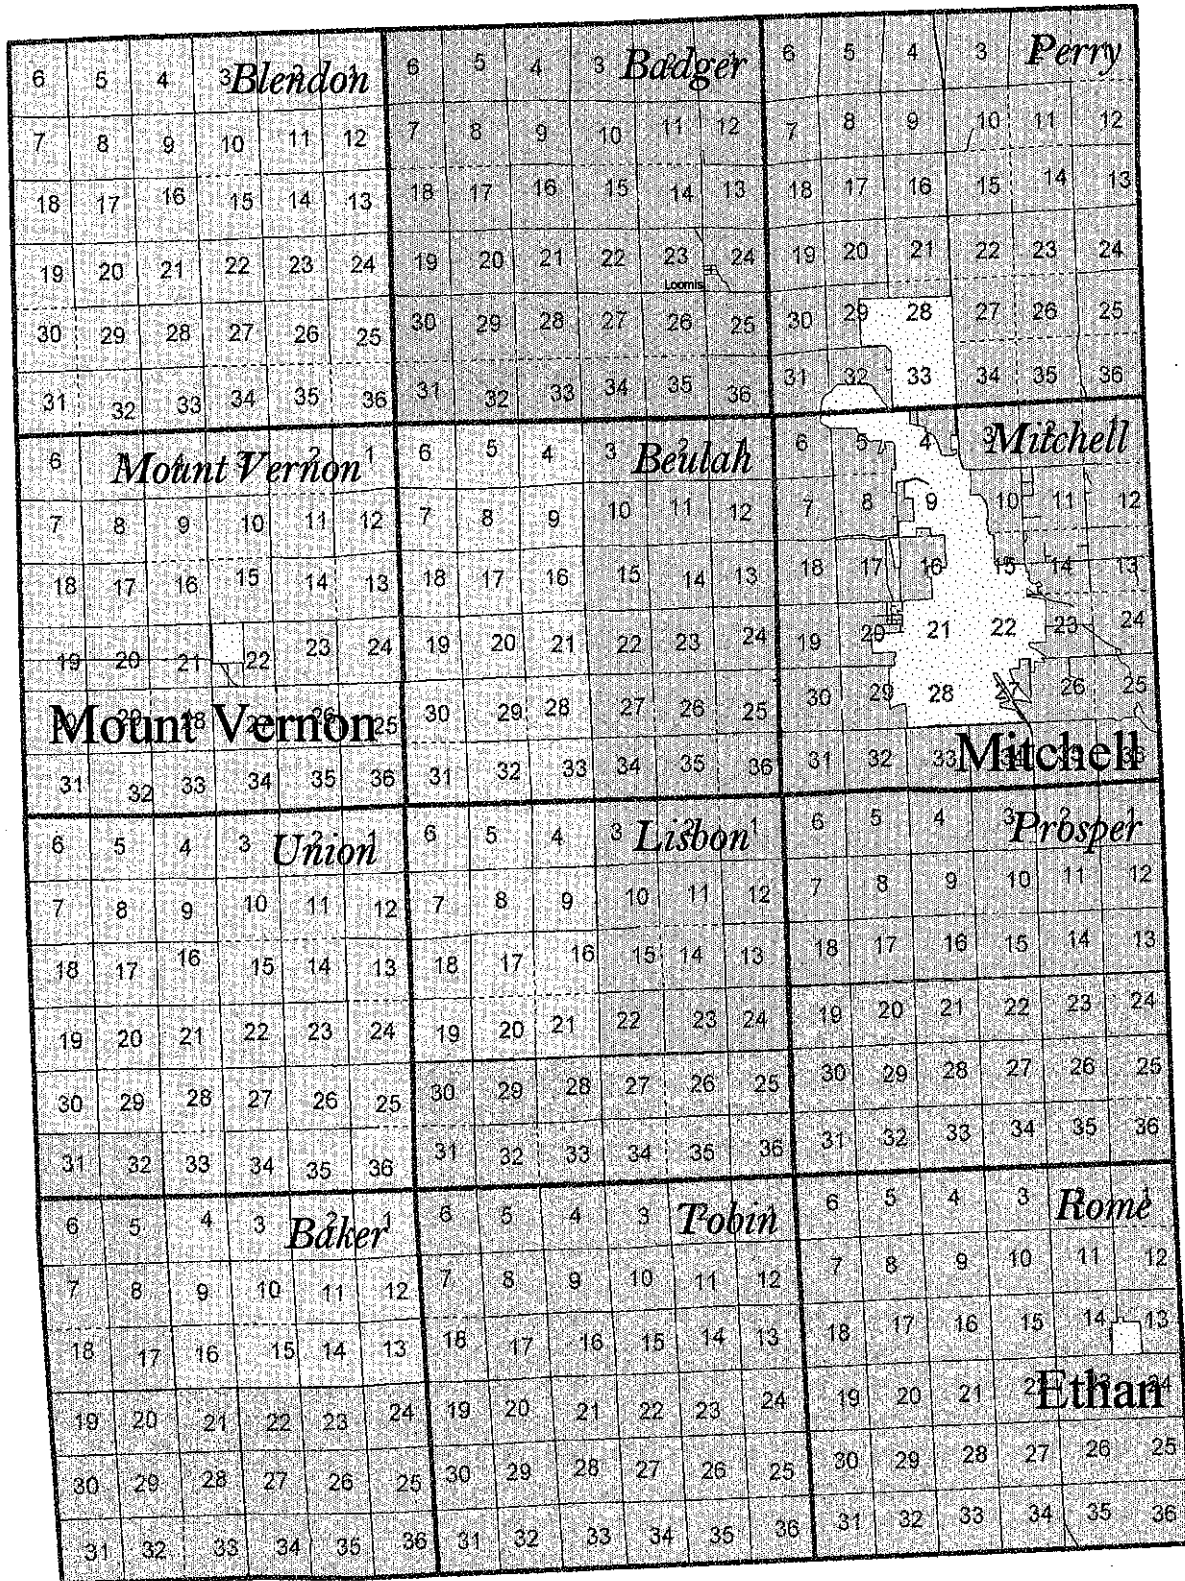 6 5 4 3 Blendon 6 5 4 3 Badger 6 5 4 3 Perry
7 8 9 10 11 12 7 8 9 10 11 12 7 8 9 10 11 12
18 17 16 15 14 13 18 17 16 15 14 13 18 17 16 15 14 13
19 20 21 22 23 24 19 20 21 22 23 24 19 20 21 22 23 24
Loomis
30 29 28 27 26 25 30 29 28 27 26 25 30 29 28 27 26 25
31 32 33 34 35 36 31 32 33 34 35 36 31 32 33 34 35 36
6 Mount Vernon 2 1 6 5 4 3 Beulah 6 5 4 3 Mitchell
7 8 9 10 11 12 7 8 9 10 11 12 7 8 9 10 11 12
18 17 16 15 14 13 18 17 16 15 14 13 18 17 16 15 14 13
19 20 21 22 23 24 19 20 21 22 23 24 19 20 21 22 23 24
Mount Vernon 29 28 26 25 30 29 28 27 26 25 30 29 28 27 26 25
31 32 33 34 35 36 31 32 33 34 35 36 31 32 33 Mitchell
6 5 4 3 Union 2 1 6 5 4 3 Lisbon 1 6 5 4 3 Prosper 2 1
7 8 9 10 11 12 7 8 9 10 11 12 7 8 9 10 11 12
18 17 16 15 14 13 18 17 16 15 14 13 18 17 16 15 14 13
19 20 21 22 23 24 19 20 21 22 23 24 19 20 21 22 23 24
30 29 28 27 26 25 30 29 28 27 26 25 30 29 28 27 26 25
31 32 33 34 35 36 31 32 33 34 35 36 31 32 33 34 35 36
6 5 4 3 Baker 2 1 6 5 4 3 Tobin 6 5 4 3 Rome 1
7 8 9 10 11 12 7 8 9 10 11 12 7 8 9 10 11 12
18 17 16 15 14 13 18 17 16 15 14 13 18 17 16 15 14 13
19 20 21 22 23 24 19 20 21 22 23 24 19 20 21 Ethan 24
30 29 28 27 26 25 30 29 28 27 26 25 30 29 28 27 26 25
31 32 33 34 35 36 31 32 33 34 35 36 31 32 33 34 35 36